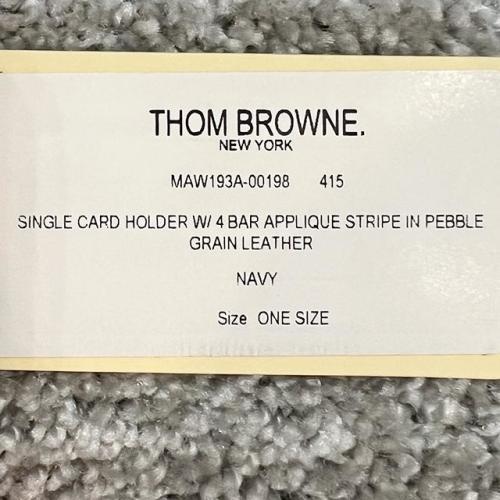 THOM BROWNE.
NEW YORK
MAW193A-00198 415
SINGLE CARD HOLDER W/ 4 BAR APPLIQUE STRIPE IN PEBBLE
GRAIN LEATHER
NAVY
Size ONE SIZE